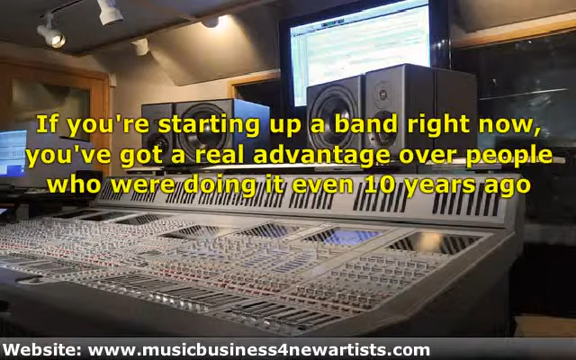 If you're starting up a band right now,
you've got a real advantage over people
who were doing it even 10 years ago
Website: www.musicbusiness4newartists.com